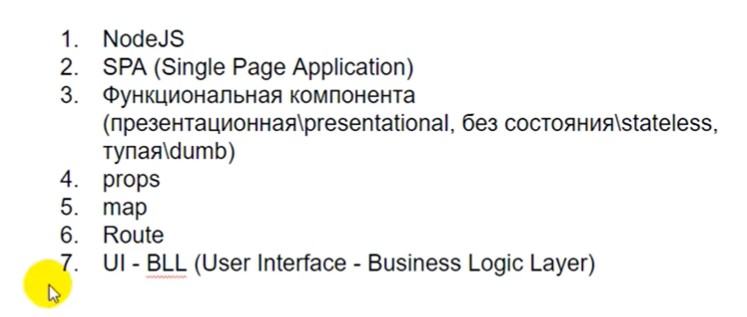 1. NodeJS
2. SPA (Single Page Application)
3. Функциональная компонента
(презентационная\presentational, без состояния\stateless,
тупая\dumb)
4. props
5. map
6. Route
7. UI - BLL (User Interface - Business Logic Layer)